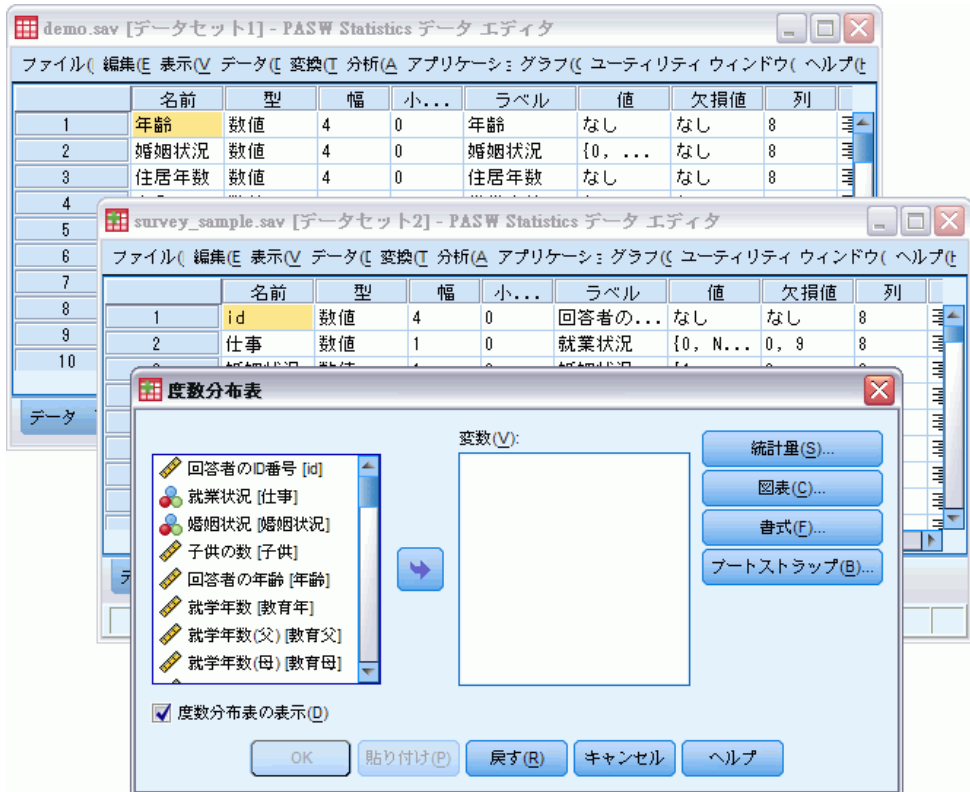 demo.sav [データセット1] - PASW Statistics データ エディタ
ファイル( 編集(E 表示(V データ(D 変換(T 分析(A アプリケーショ グラフ(G ユーティリティ ウィンドウ( ヘルプ(H
名前 型 幅 小... ラベル 値 欠損値 列
1 年齢 数値 4 0 年齢 なし なし 8
2 婚姻状況 数値 4 0 婚姻状況 {0, ... なし 8
3 住居年数 数値 4 0 住居年数 なし なし 8
4
5
6
7
8
9
10
データ
survey_sample.sav [データセット2] - PASW Statistics データ エディタ
ファイル( 編集(E 表示(V データ(D 変換(T 分析(A アプリケーショ グラフ(G ユーティリティ ウィンドウ( ヘルプ(H
名前 型 幅 小... ラベル 値 欠損値 列
1 id 数値 4 0 回答者の... なし なし 8
2 仕事 数値 1 0 就業状況 {0, N... 0, 9 8
度数分布表
変数(V):
回答者のID番号 [id]
就業状況 [仕事]
婚姻状況 [婚姻状況]
子供の数 [子供]
回答者の年齢 [年齢]
就学年数 [教育年]
就学年数(父) [教育父]
就学年数(母) [教育母]
統計量(S)...
図表(C)...
書式(F)...
ブートストラップ(B)...
度数分布表の表示(D)
OK 貼り付け(P) 戻す(R) キャンセル ヘルプ